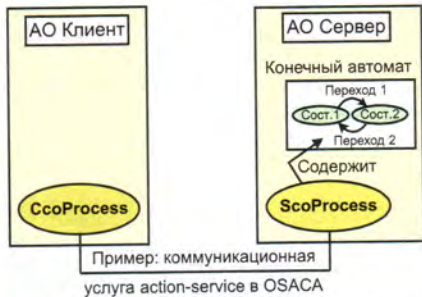 АО Клиент
АО Сервер
Конечный автомат
Переход 1
Сост.1
Сост.2
Переход 2
Содержит
CcoProcess
ScoProcess
Пример: коммуникационная
услуга action-service в OSACA